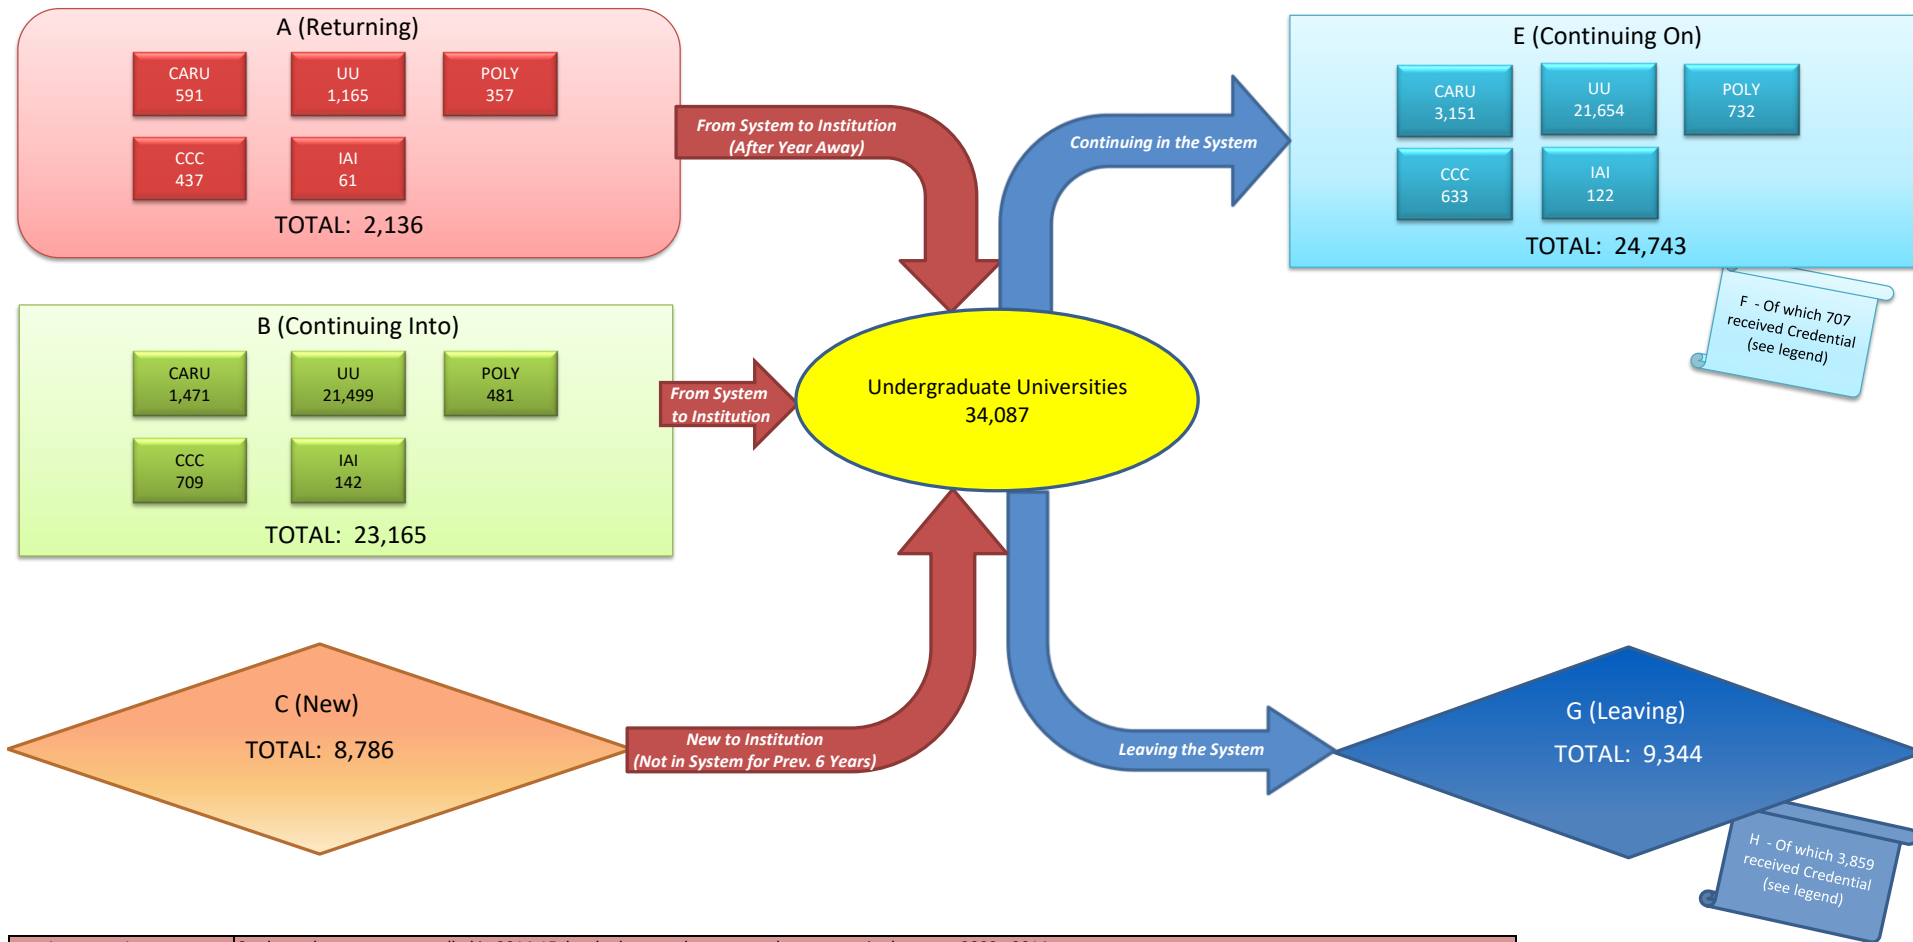 A (Returning)
CARU
591
UU
1,165
POLY
357
CCC
437
IAI
61
TOTAL:  2,136
From System to Institution
(After Year Away)
B (Continuing Into)
CARU
1,471
UU
21,499
POLY
481
CCC
709
IAI
142
TOTAL:  23,165
From System
to Institution
C (New)
TOTAL:  8,786
New to Institution
(Not in System for Prev. 6 Years)
Undergraduate Universities
34,087
Continuing in the System
E (Continuing On)
CARU
3,151
UU
21,654
POLY
732
CCC
633
IAI
122
TOTAL:  24,743
F  - Of which 707
received Credential
(see legend)
Leaving the System
G (Leaving)
TOTAL:  9,344
H  - Of which 3,859
received Credential
(see legend)